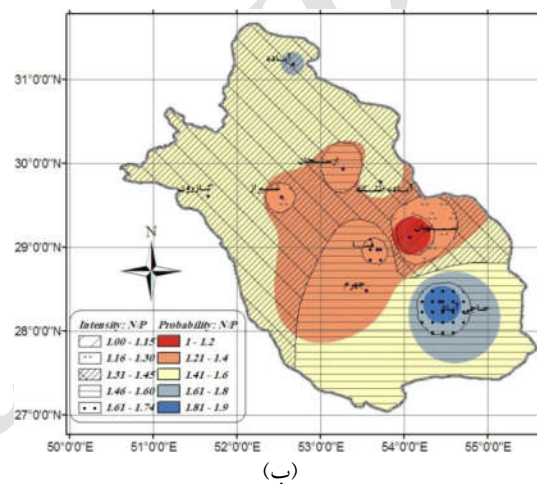 31°0'0"N
30°0'0"N
29°0'0"N
28°0'0"N
27°0'0"N
آباده
ارسنجان
آباده طشک
شیراز
کازرون
فسا
جهرم
حاجی آباد
N
Intensity: N/P Probability: N/P
1.00 - 1.15 1 - 1.2
1.16 - 1.30 1.21 - 1.4
1.31 - 1.45 1.41 - 1.6
1.46 - 1.60 1.61 - 1.8
1.61 - 1.74 1.81 - 1.9
50°0'0"E 51°0'0"E 52°0'0"E 53°0'0"E 54°0'0"E 55°0'0"E
(ب)